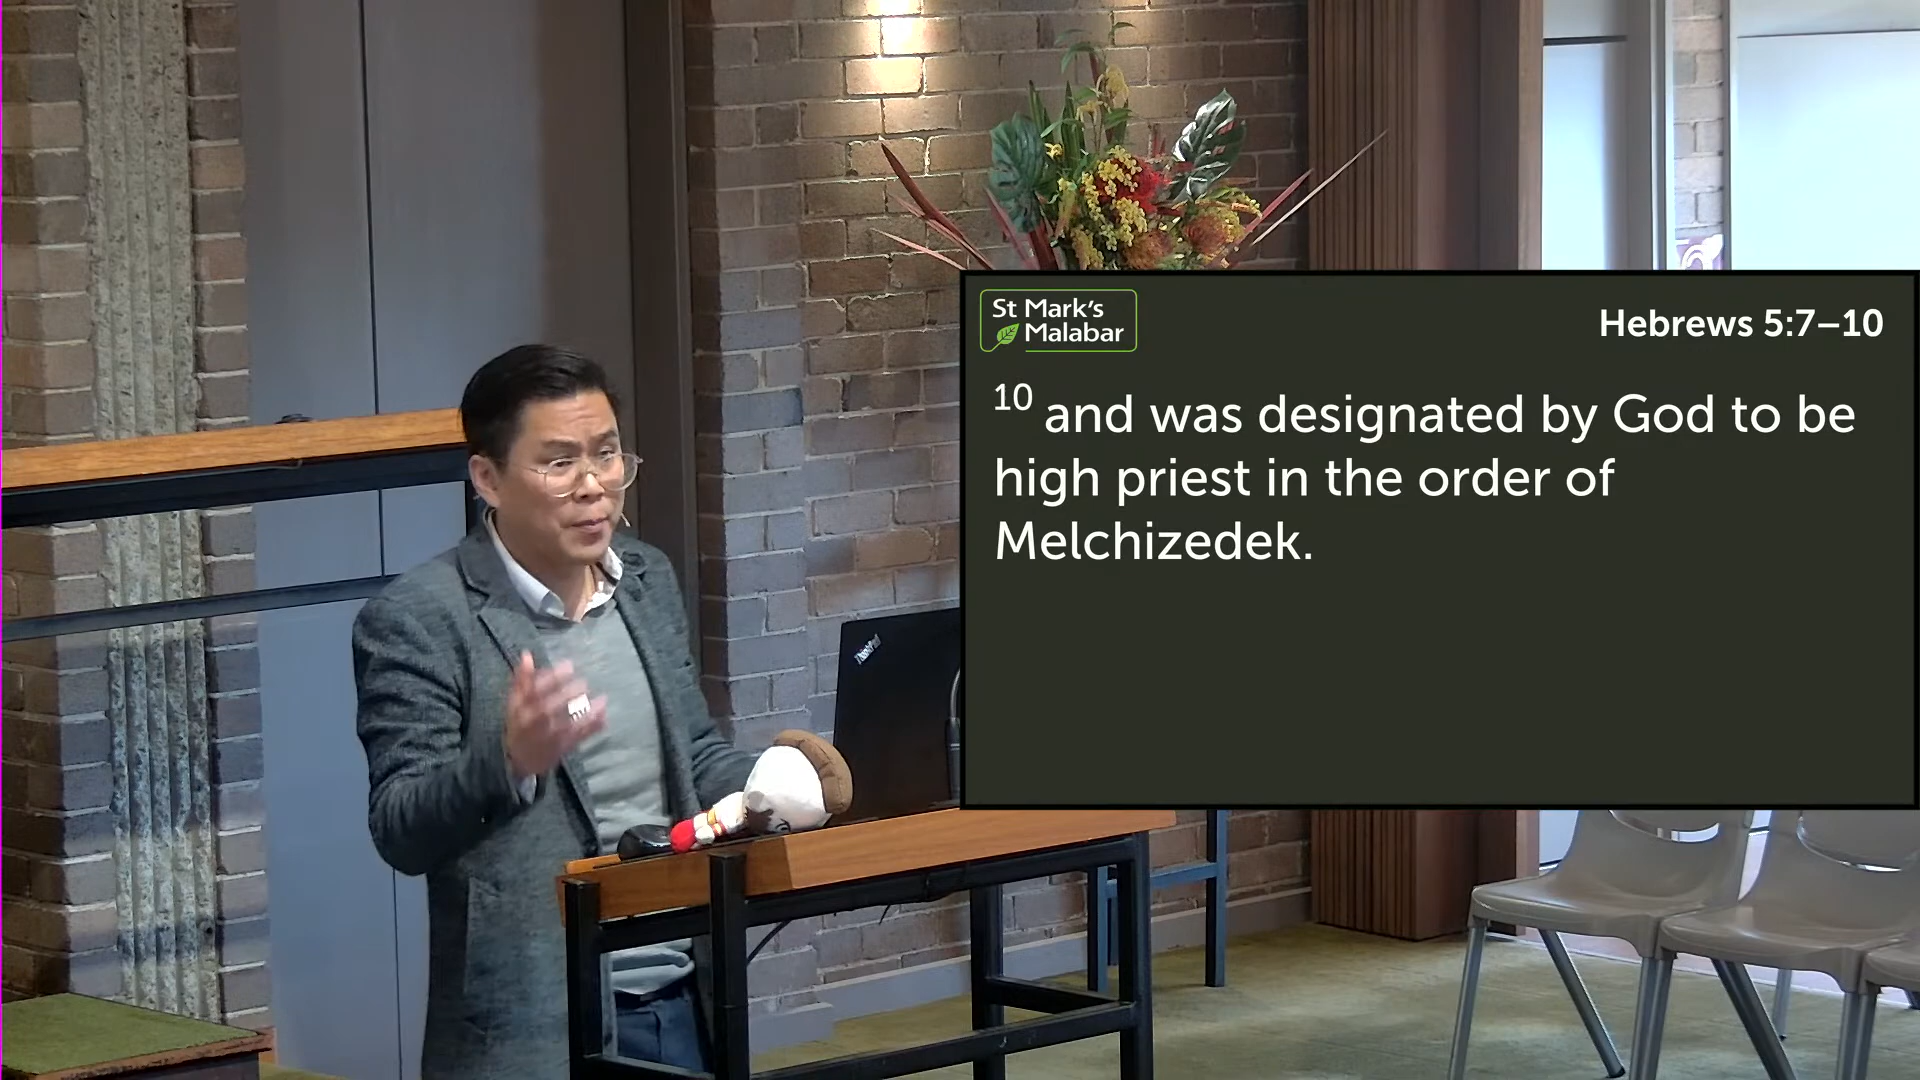 St Mark's
Malabar
Hebrews 5:7–10
10 and was designated by God to be
high priest in the order of
Melchizedek.
ThinkPad